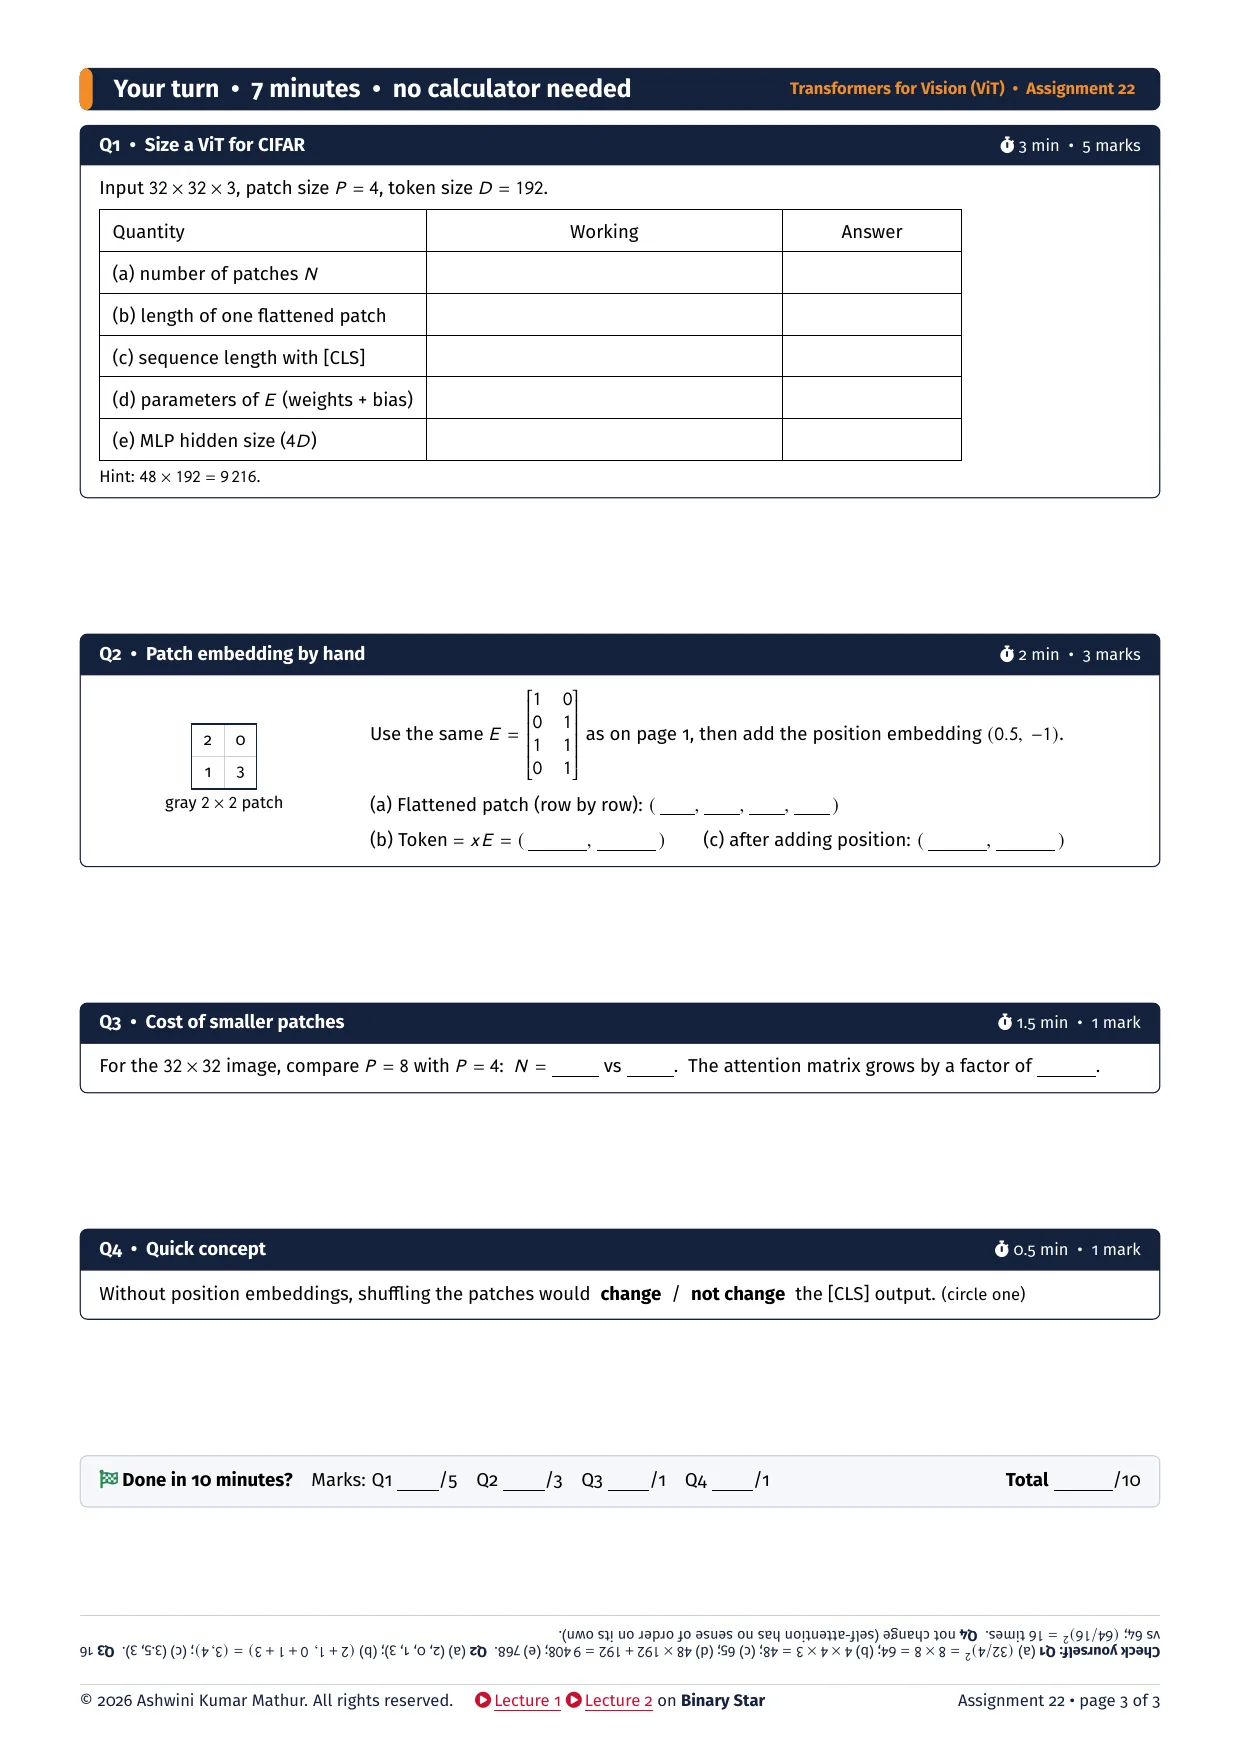 Your turn • 7 minutes • no calculator needed
Transformers for Vision (ViT) • Assignment 22
Q1 • Size a ViT for CIFAR
3 min • 5 marks
Input 32 × 32 × 3, patch size P = 4, token size D = 192.
Quantity Working Answer
(a) number of patches N
(b) length of one flattened patch
(c) sequence length with [CLS]
(d) parameters of E (weights + bias)
(e) MLP hidden size (4D)
Hint: 48 × 192 = 9 216.
Q2 • Patch embedding by hand
2 min • 3 marks
2 0
1 3
gray 2 × 2 patch
Use the same E = [1 0
0 1
1 1
0 1] as on page 1, then add the position embedding (0.5, −1).
(a) Flattened patch (row by row): ( ___, ___, ___, ___ )
(b) Token = xE = ( _____, _____ ) (c) after adding position: ( _____, _____ )
Q3 • Cost of smaller patches
1.5 min • 1 mark
For the 32 × 32 image, compare P = 8 with P = 4: N = ____ vs ____. The attention matrix grows by a factor of _____.
Q4 • Quick concept
0.5 min • 1 mark
Without position embeddings, shuffling the patches would change / not change the [CLS] output. (circle one)
Done in 10 minutes? Marks: Q1 ____/5 Q2 ____/3 Q3 ____/1 Q4 ____/1
Total _____/10
Check yourself: Q1 (a) (32/4)² = 8 × 8 = 64; (b) 4 × 4 × 3 = 48; (c) 65; (d) 48 × 192 + 192 = 9 408; (e) 768. Q2 (a) (2, 0, 1, 3); (b) (2 + 1, 0 + 1 + 3) = (3, 4); (c) (3.5, 3). Q3 16
vs 64; (64/16)² = 16 times. Q4 not change (self-attention has no sense of order on its own).
© 2026 Ashwini Kumar Mathur. All rights reserved. Lecture 1 Lecture 2 on Binary Star
Assignment 22 • page 3 of 3